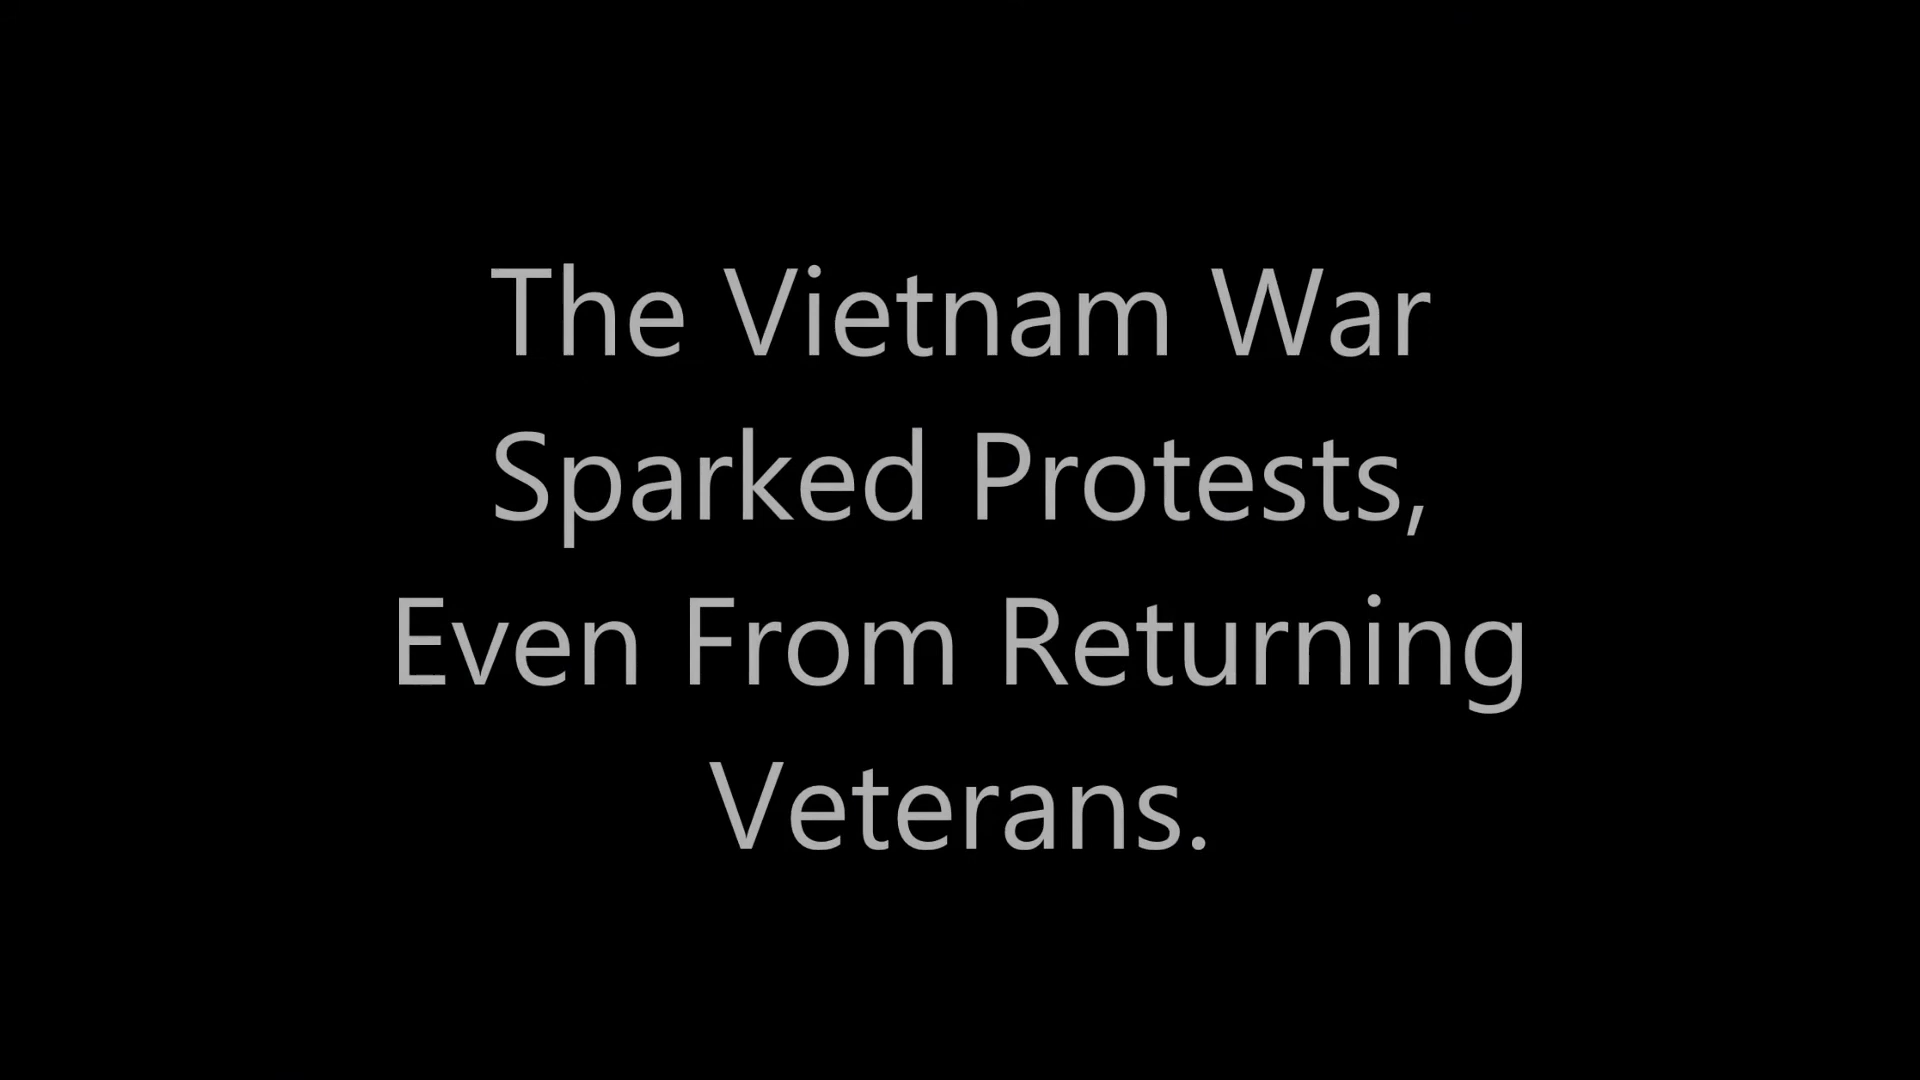 The Vietnam War
Sparked Protests,
Even From Returning
Veterans.